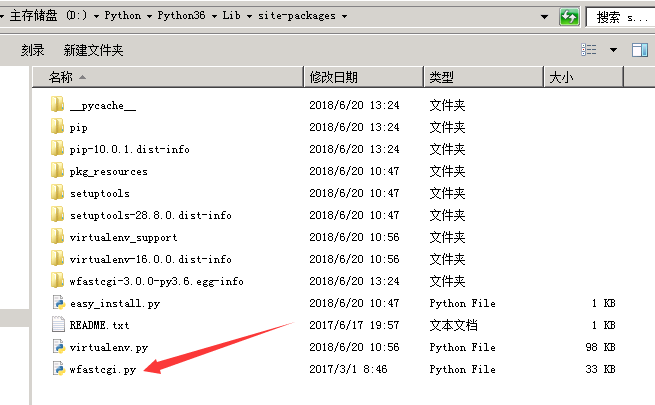 主存储盘 (D:) Python Python36 Lib site-packages 搜索 s...
刻录 新建文件夹
名称 修改日期 类型 大小
__pycache__ 2018/6/20 13:24 文件夹
pip 2018/6/20 13:24 文件夹
pip-10.0.1.dist-info 2018/6/20 13:24 文件夹
pkg_resources 2018/6/20 10:47 文件夹
setuptools 2018/6/20 10:47 文件夹
setuptools-28.8.0.dist-info 2018/6/20 10:47 文件夹
virtualenv_support 2018/6/20 10:56 文件夹
virtualenv-16.0.0.dist-info 2018/6/20 10:56 文件夹
wfastcgi-3.0.0-py3.6.egg-info 2018/6/20 13:24 文件夹
easy_install.py 2018/6/20 10:47 Python File 1 KB
README.txt 2017/6/17 19:57 文本文档 1 KB
virtualenv.py 2018/6/20 10:56 Python File 98 KB
wfastcgi.py 2017/3/1 8:46 Python File 33 KB